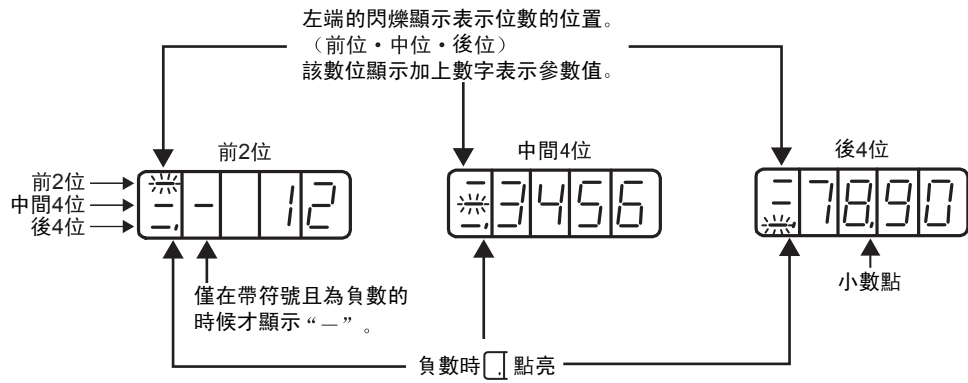 左端的閃爍顯示表示位數的位置。
（前位・中位・後位）
該數位顯示加上數字表示參數值。
前2位
中間4位
後4位
前2位
中間4位
後4位
- 12
3456
78.90
僅在帶符號且為負數的
時候才顯示“—”。
小數點
負數時 . 點亮